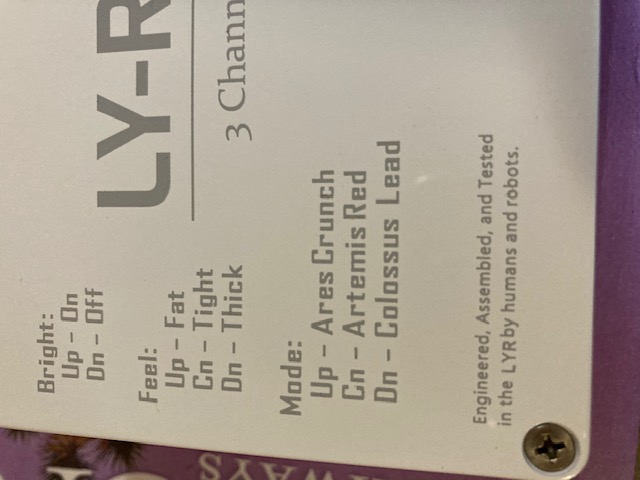 LY-R
3 Chann
Bright:
Up - On
Dn - Off
Feel:
Up - Fat
Cn - Tight
Dn - Thick
Mode:
Up - Ares Crunch
Cn - Artemis Red
Dn - Colossus Lead
Engineered, Assembled, and Tested
in the LYR by humans and robots.
WAYS